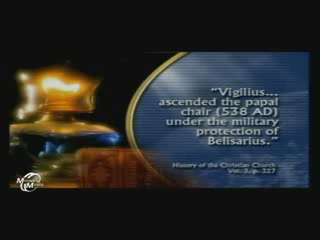 "Vigilius...
ascended the papal
chair (538 AD)
under the military
protection of
Belisarius."
History of the Christian Church
Vol. 3, p. 327